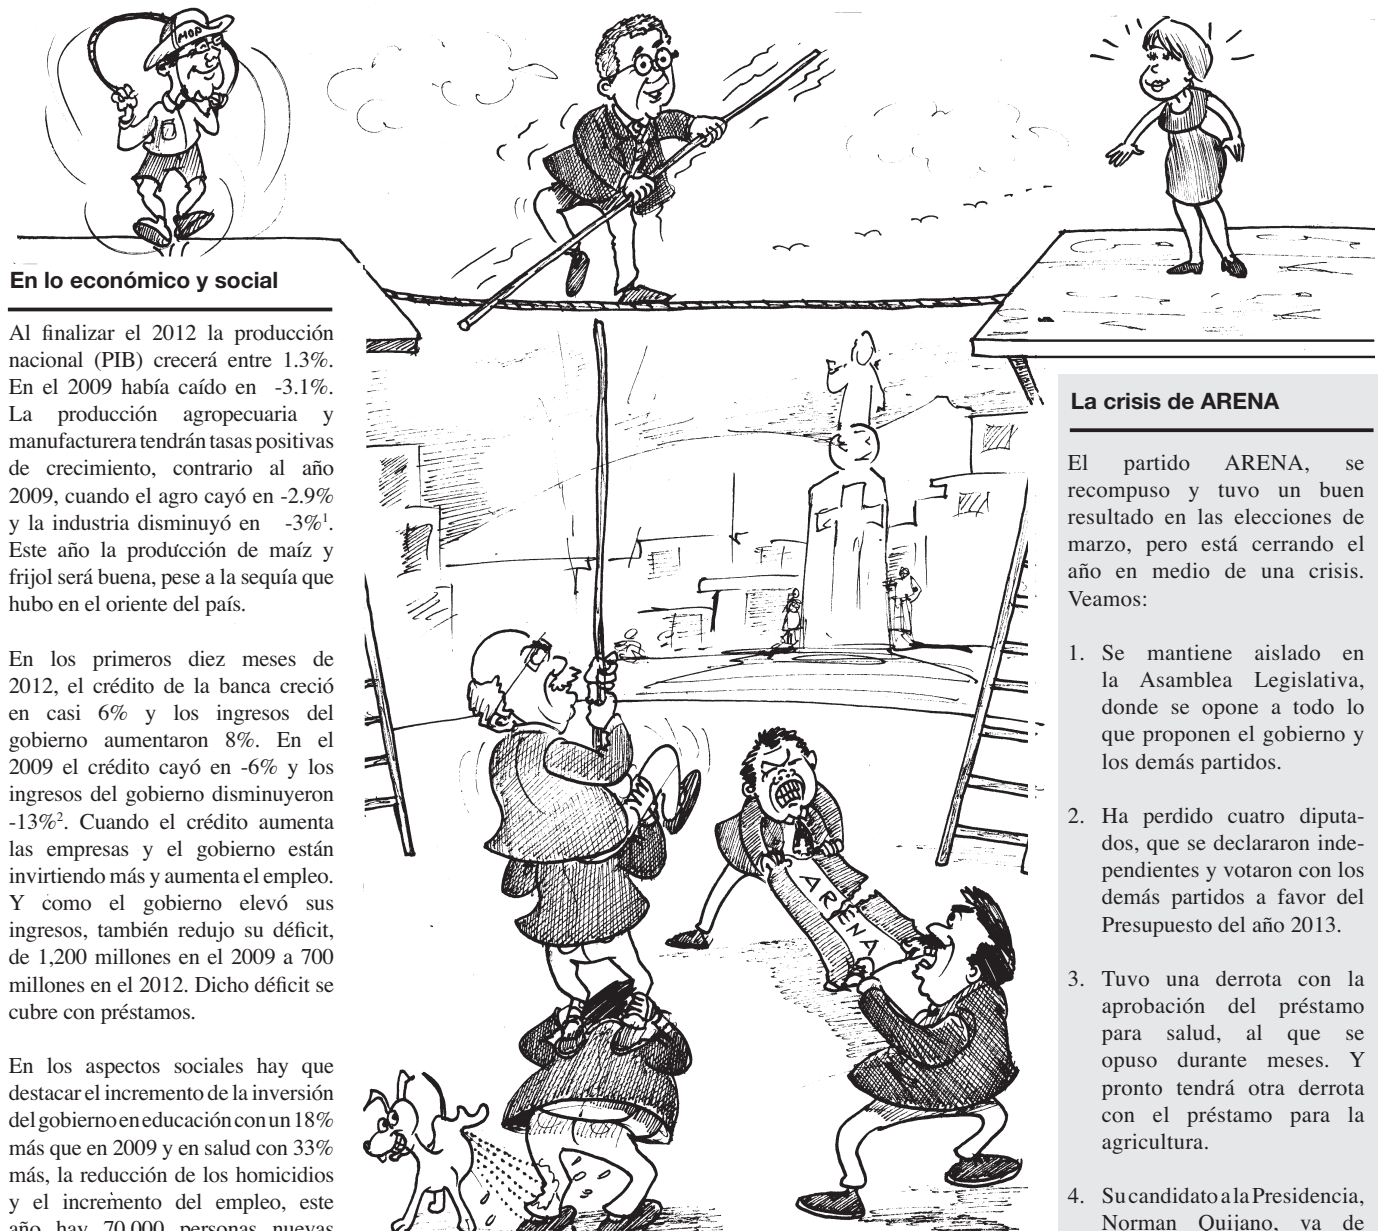 MOP
En lo económico y social
Al finalizar el 2012 la producción
nacional (PIB) crecerá entre 1.3%.
En el 2009 había caído en -3.1%.
La producción agropecuaria y
manufacturera tendrán tasas positivas
de crecimiento, contrario al año
2009, cuando el agro cayó en -2.9%
y la industria disminuyó en -3%¹.
Este año la producción de maíz y
frijol será buena, pese a la sequía que
hubo en el oriente del país.
En los primeros diez meses de
2012, el crédito de la banca creció
en casi 6% y los ingresos del
gobierno aumentaron 8%. En el
2009 el crédito cayó en -6% y los
ingresos del gobierno disminuyeron
-13%². Cuando el crédito aumenta
las empresas y el gobierno están
invirtiendo más y aumenta el empleo.
Y como el gobierno elevó sus
ingresos, también redujo su déficit,
de 1,200 millones en el 2009 a 700
millones en el 2012. Dicho déficit se
cubre con préstamos.
En los aspectos sociales hay que
destacar el incremento de la inversión
del gobierno en educación con un 18%
más que en 2009 y en salud con 33%
más, la reducción de los homicidios
y el incremento del empleo, este
año hay 70,000 personas nuevas
ARENA
La crisis de ARENA
El partido ARENA, se
recompuso y tuvo un buen
resultado en las elecciones de
marzo, pero está cerrando el
año en medio de una crisis.
Veamos:
1. Se mantiene aislado en
la Asamblea Legislativa,
donde se opone a todo lo
que proponen el gobierno y
los demás partidos.
2. Ha perdido cuatro diputa-
dos, que se declararon inde-
pendientes y votaron con los
demás partidos a favor del
Presupuesto del año 2013.
3. Tuvo una derrota con la
aprobación del préstamo
para salud, al que se
opuso durante meses. Y
pronto tendrá otra derrota
con el préstamo para la
agricultura.
4. Su candidato a la Presidencia,
Norman Quijano, va de